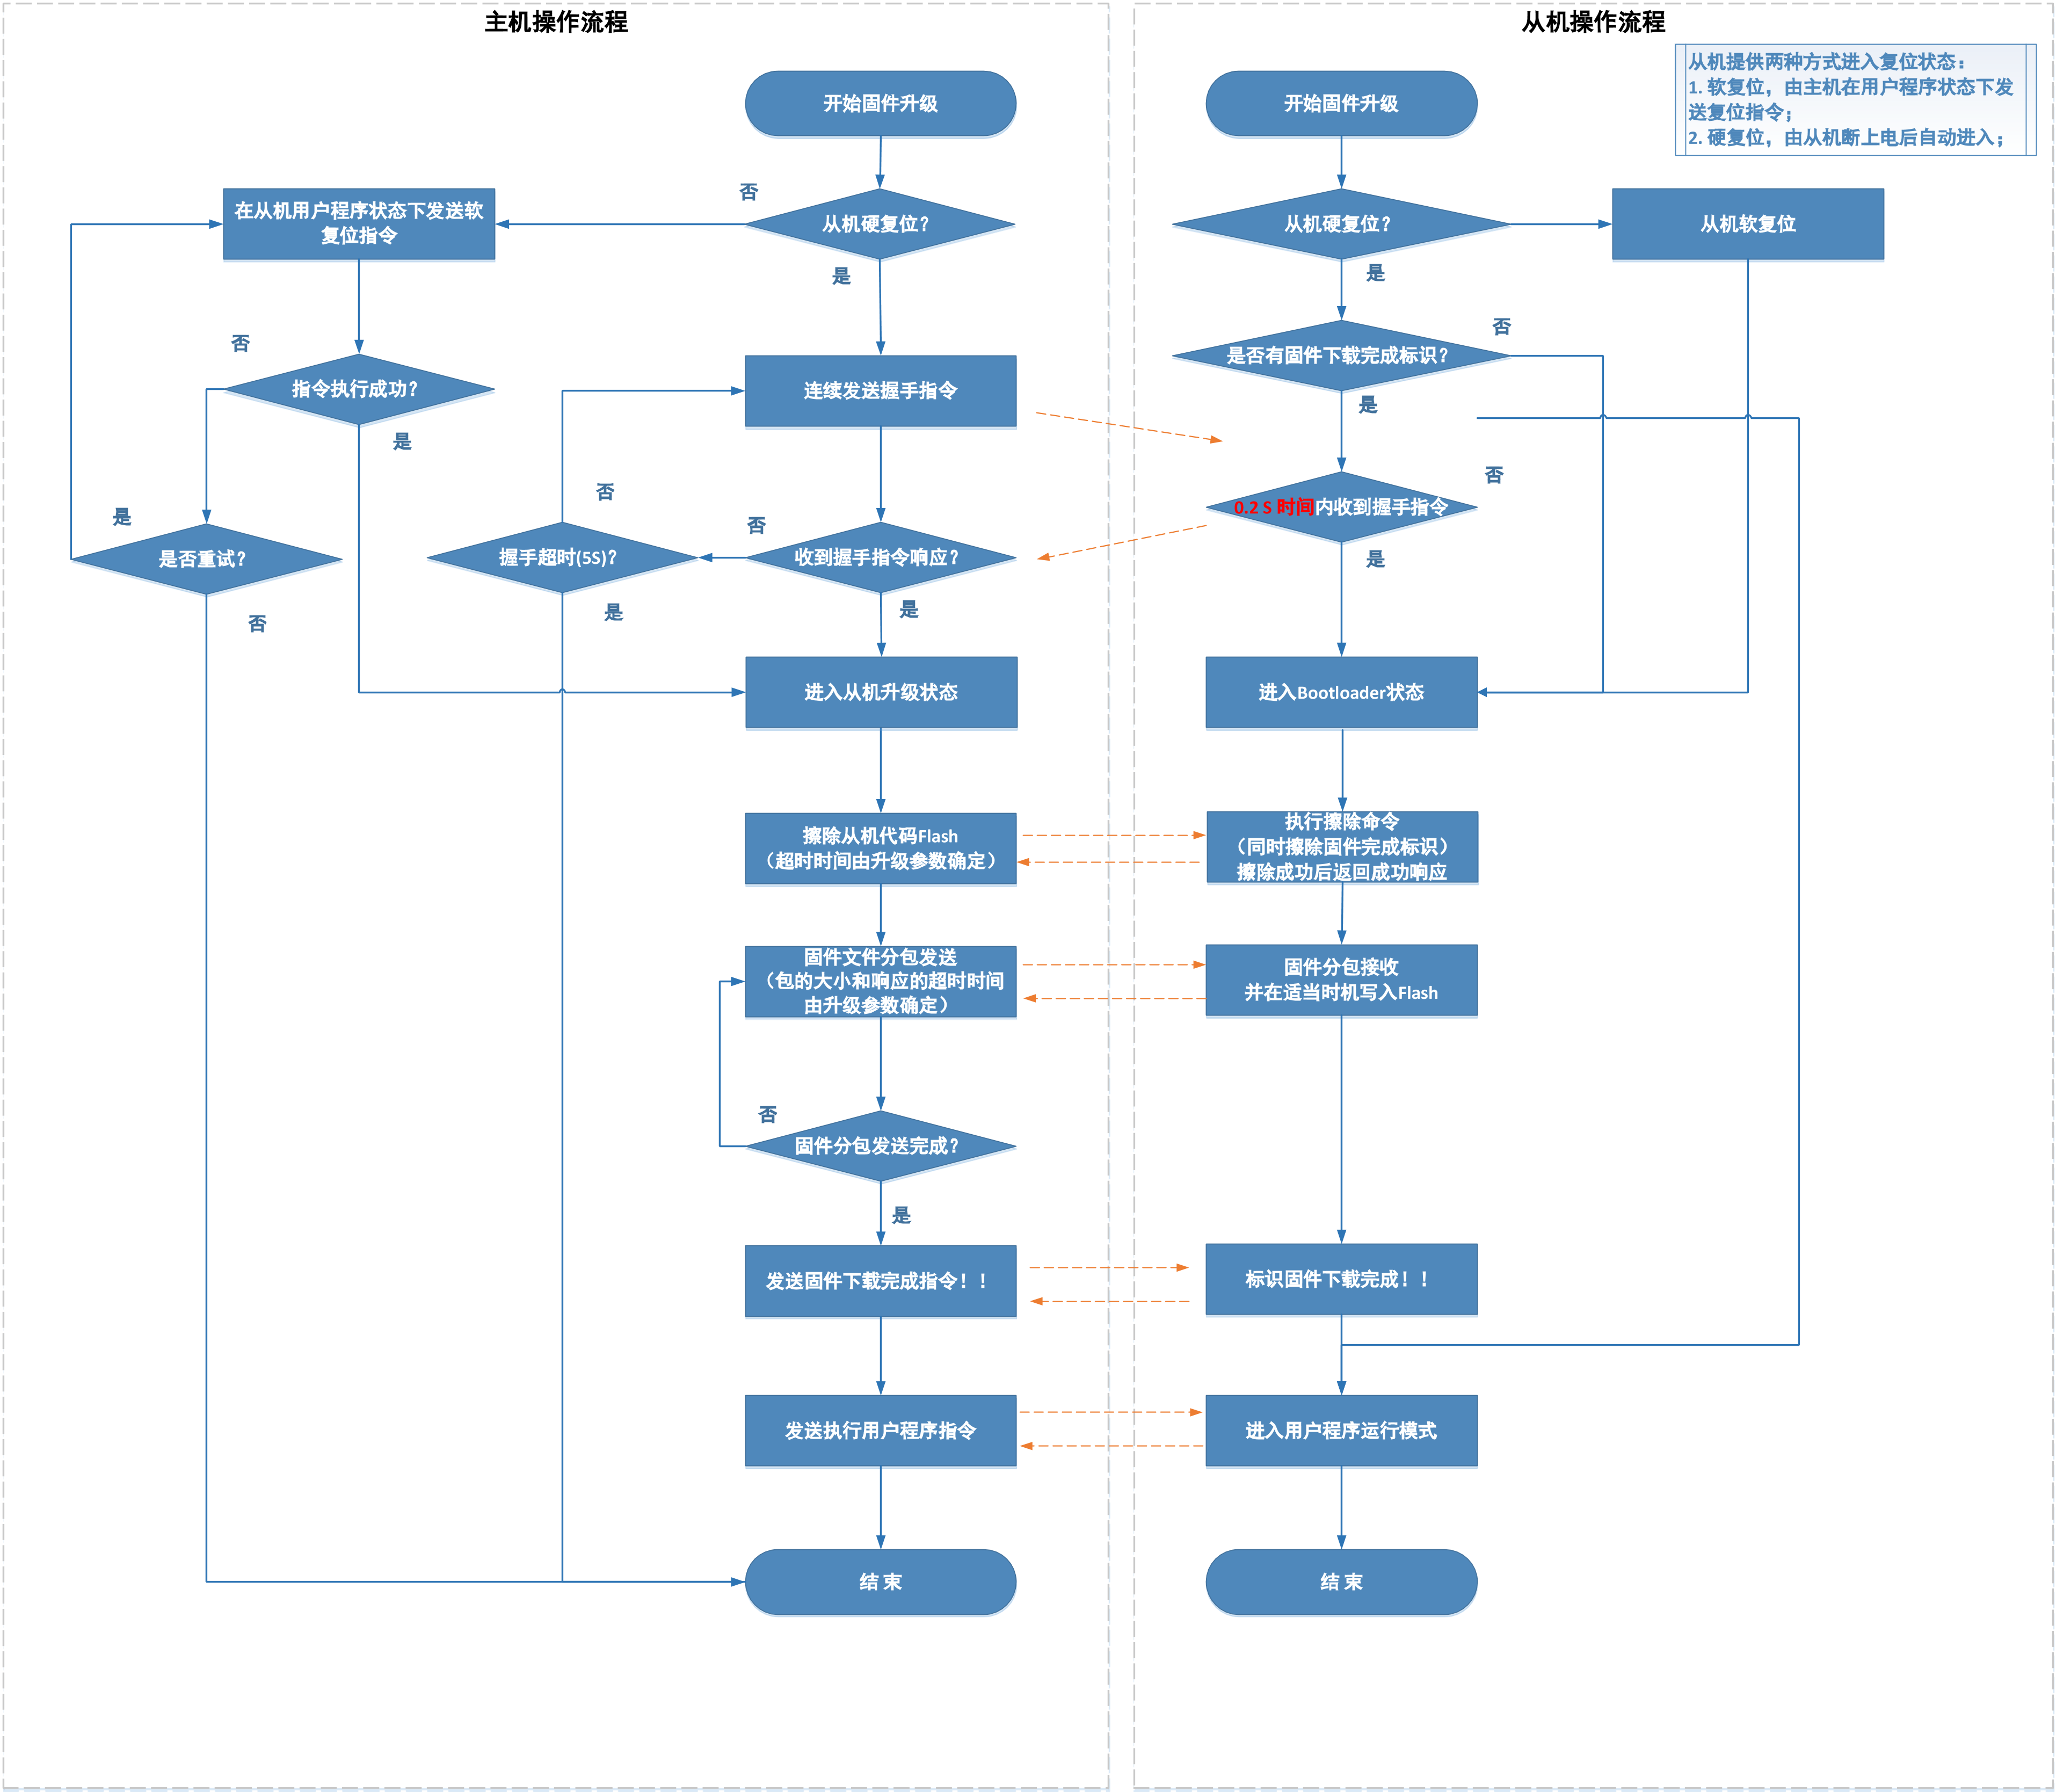 主机操作流程
开始固件升级
从机硬复位？
否
是
在从机用户程序状态下发送软
复位指令
指令执行成功？
否
是
是否重试？
是
否
连续发送握手指令
收到握手指令响应？
否
是
握手超时(5S)？
否
是
进入从机升级状态
擦除从机代码Flash
（超时时间由升级参数确定）
固件文件分包发送
（包的大小和响应的超时时间
由升级参数确定）
固件分包发送完成？
否
是
发送固件下载完成指令！！
发送执行用户程序指令
结 束
从机操作流程
从机提供两种方式进入复位状态：
1. 软复位，由主机在用户程序状态下发
送复位指令；
2. 硬复位，由从机断上电后自动进入；
开始固件升级
从机硬复位？
是
从机软复位
是否有固件下载完成标识？
否
是
0.2 S 时间内收到握手指令
否
是
进入Bootloader状态
执行擦除命令
（同时擦除固件完成标识）
擦除成功后返回成功响应
固件分包接收
并在适当时机写入Flash
标识固件下载完成！！
进入用户程序运行模式
结 束